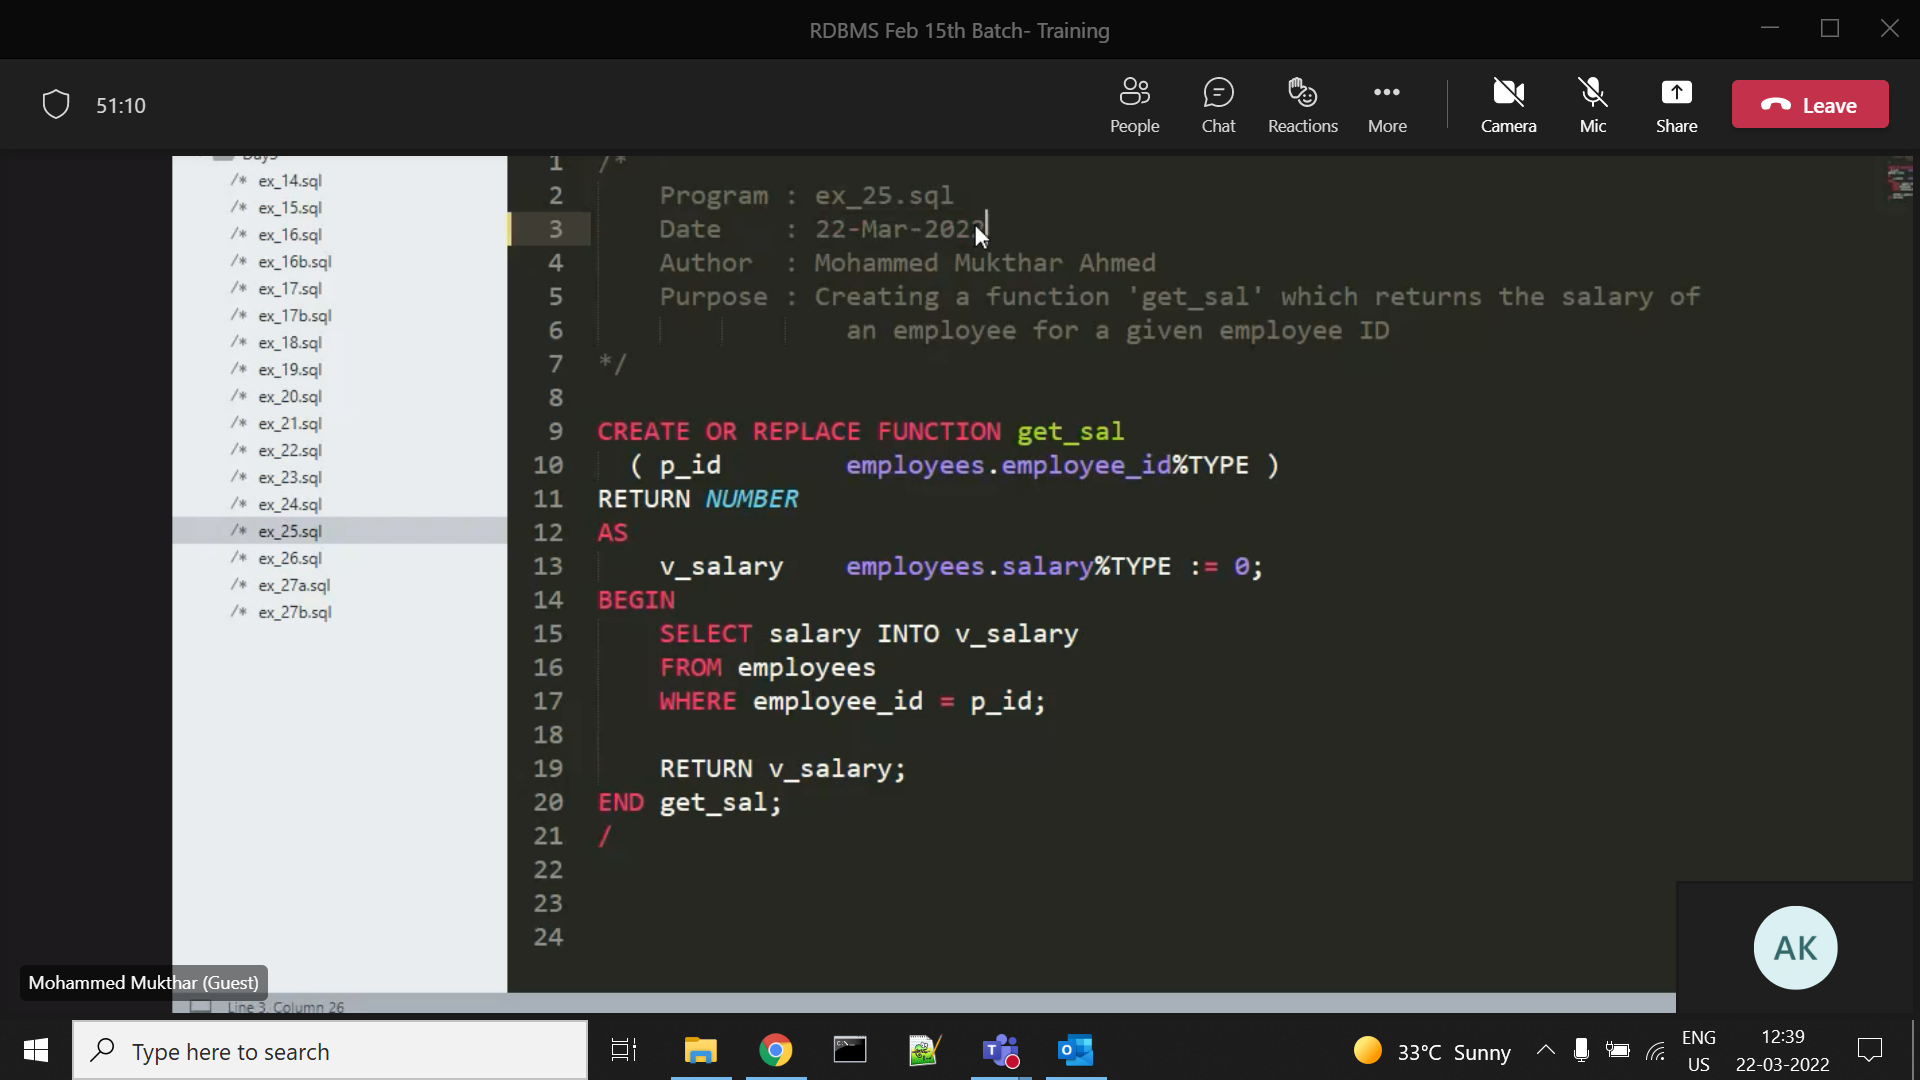 RDBMS Feb 15th Batch- Training
51:10
People
Chat
Reactions
More
Camera
Mic
Share
Leave
/* ex_14.sql
/* ex_15.sql
/* ex_16.sql
/* ex_16b.sql
/* ex_17.sql
/* ex_17b.sql
/* ex_18.sql
/* ex_19.sql
/* ex_20.sql
/* ex_21.sql
/* ex_22.sql
/* ex_23.sql
/* ex_24.sql
/* ex_25.sql
/* ex_26.sql
/* ex_27a.sql
/* ex_27b.sql
1 /*
2 Program : ex_25.sql
3 Date : 22-Mar-2022
4 Author : Mohammed Mukthar Ahmed
5 Purpose : Creating a function 'get_sal' which returns the salary of
6 an employee for a given employee ID
7 */
8
9 CREATE OR REPLACE FUNCTION get_sal
10 ( p_id employees.employee_id%TYPE )
11 RETURN NUMBER
12 AS
13 v_salary employees.salary%TYPE := 0;
14 BEGIN
15 SELECT salary INTO v_salary
16 FROM employees
17 WHERE employee_id = p_id;
18
19 RETURN v_salary;
20 END get_sal;
21 /
22
23
24
AK
Mohammed Mukthar (Guest)
Line 3, Column 26
Type here to search
33°C Sunny
ENG
US
12:39
22-03-2022